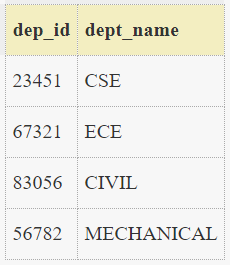 dep_id dept_name
23451 CSE
67321 ECE
83056 CIVIL
56782 MECHANICAL